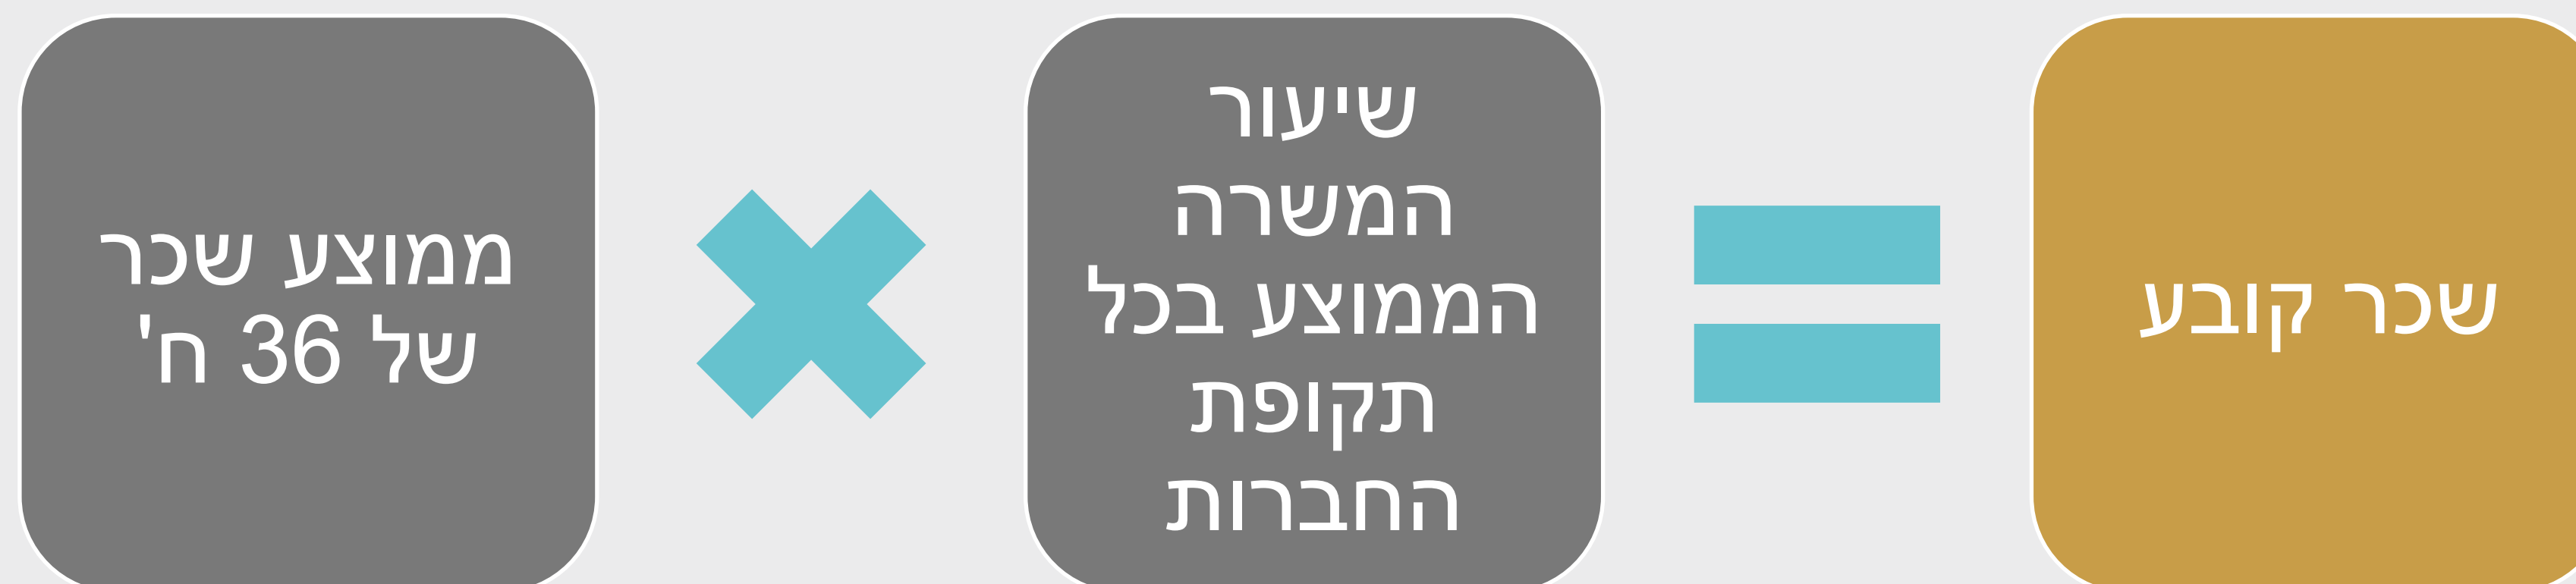 ממוצע שכר
של 36 ח'
שיעור
המשרה
הממוצע בכל
תקופת
החברות
שכר קובע